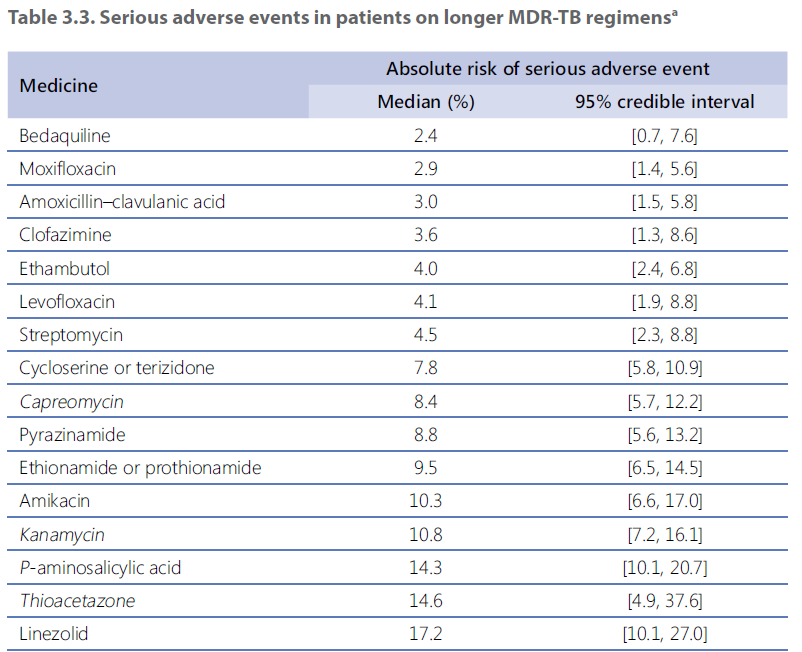 Table 3.3. Serious adverse events in patients on longer MDR-TB regimensª
Medicine
Absolute risk of serious adverse event
Median (%) 95% credible interval
Bedaquiline 2.4 [0.7, 7.6]
Moxifloxacin 2.9 [1.4, 5.6]
Amoxicillin–clavulanic acid 3.0 [1.5, 5.8]
Clofazimine 3.6 [1.3, 8.6]
Ethambutol 4.0 [2.4, 6.8]
Levofloxacin 4.1 [1.9, 8.8]
Streptomycin 4.5 [2.3, 8.8]
Cycloserine or terizidone 7.8 [5.8, 10.9]
Capreomycin 8.4 [5.7, 12.2]
Pyrazinamide 8.8 [5.6, 13.2]
Ethionamide or prothionamide 9.5 [6.5, 14.5]
Amikacin 10.3 [6.6, 17.0]
Kanamycin 10.8 [7.2, 16.1]
P-aminosalicylic acid 14.3 [10.1, 20.7]
Thioacetazone 14.6 [4.9, 37.6]
Linezolid 17.2 [10.1, 27.0]